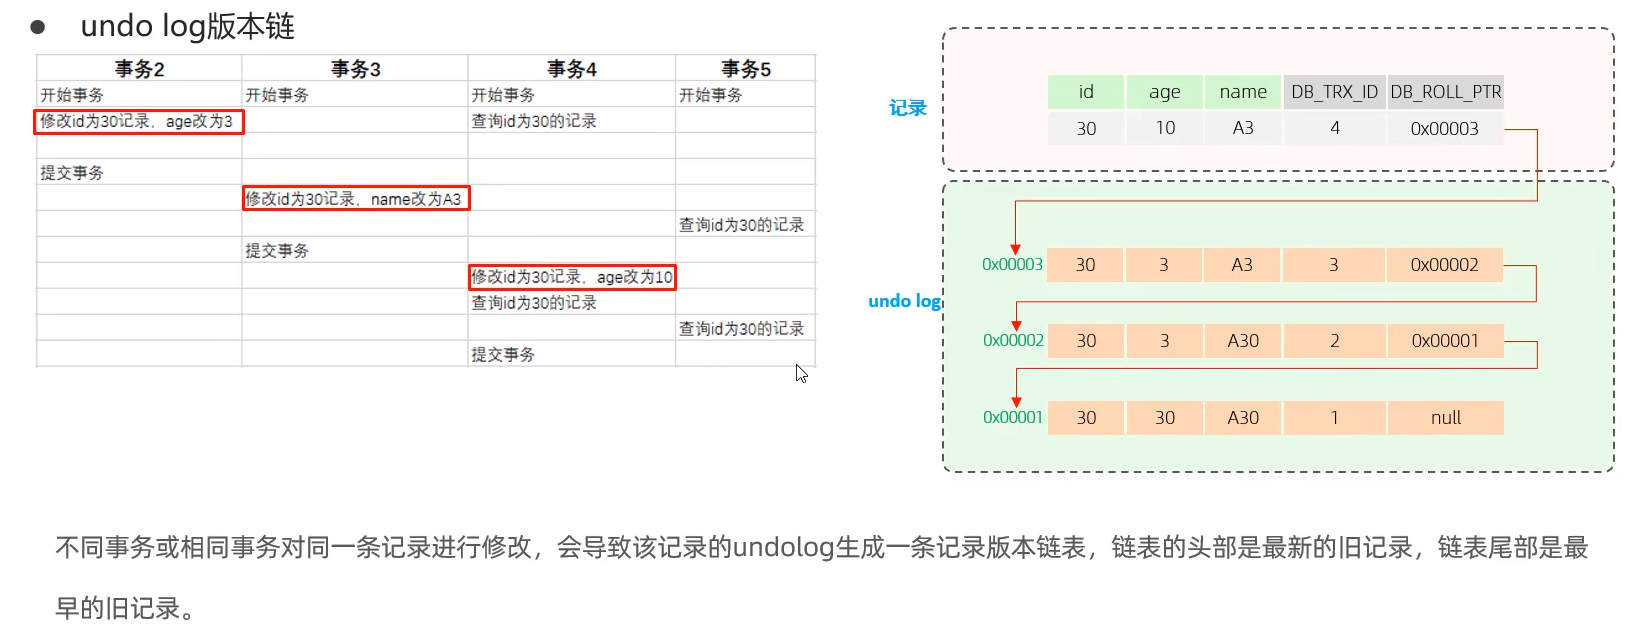 ● undo log版本链
事务2 事务3 事务4 事务5
开始事务 开始事务 开始事务 开始事务
修改id为30记录，age改为3 查询id为30的记录
提交事务
修改id为30记录，name改为A3
查询id为30的记录
提交事务
修改id为30记录，age改为10
查询id为30的记录
查询id为30的记录
提交事务
记录
id age name DB_TRX_ID DB_ROLL_PTR
30 10 A3 4 0x00003
undo log
0x00003 30 3 A3 3 0x00002
0x00002 30 3 A30 2 0x00001
0x00001 30 30 A30 1 null
不同事务或相同事务对同一条记录进行修改，会导致该记录的undolog生成一条记录版本链表，链表的头部是最新的旧记录，链表尾部是最
早的旧记录。